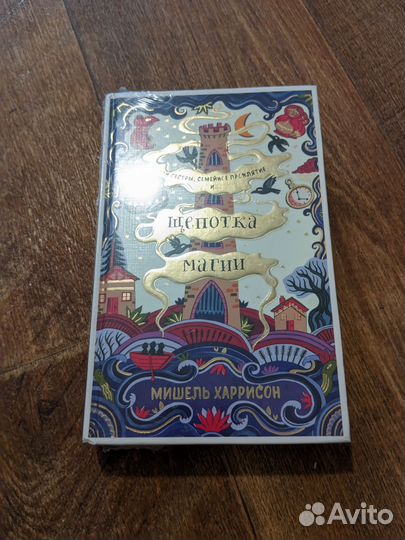 СЕСТРЫ, СЕМЕЙНОЕ ПРОКЛЯТИЕ
И
ЩЕПОТКА
МАГИИ
МИШЕЛЬ ХАРРИСОН
Avito